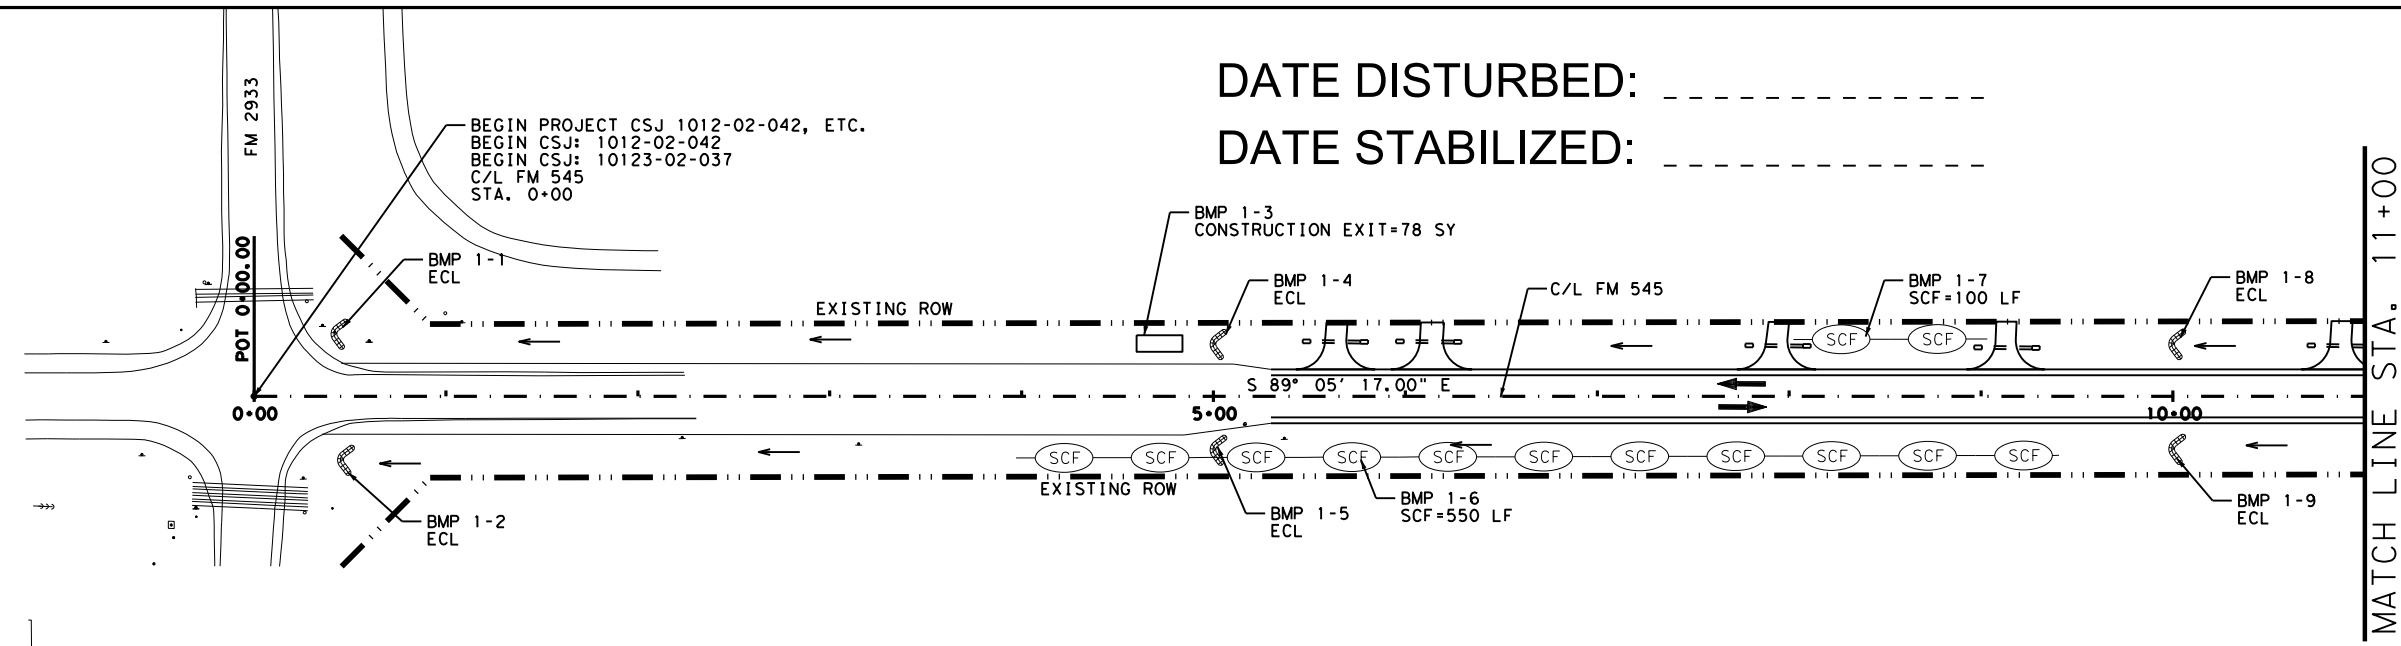 DATE DISTURBED: _ _ _ _ _ _ _ _ _ _ _ _ _
DATE STABILIZED: _ _ _ _ _ _ _ _ _ _ _ _ _
FM 2933
BEGIN PROJECT CSJ 1012-02-042, ETC.
BEGIN CSJ: 1012-02-042
BEGIN CSJ: 10123-02-037
C/L FM 545
STA. 0+00
POT 0+00.00
BMP 1-1
ECL
BMP 1-3
CONSTRUCTION EXIT=78 SY
BMP 1-4
ECL
C/L FM 545
BMP 1-7
SCF=100 LF
BMP 1-8
ECL
EXISTING ROW
SCF
SCF
S 89° 05' 17.00" E
0+00
5+00
10+00
SCF
SCF
SCF
SCF
SCF
SCF
SCF
SCF
SCF
SCF
SCF
EXISTING ROW
BMP 1-2
ECL
BMP 1-5
ECL
BMP 1-6
SCF=550 LF
BMP 1-9
ECL
MATCH LINE STA. 11+00